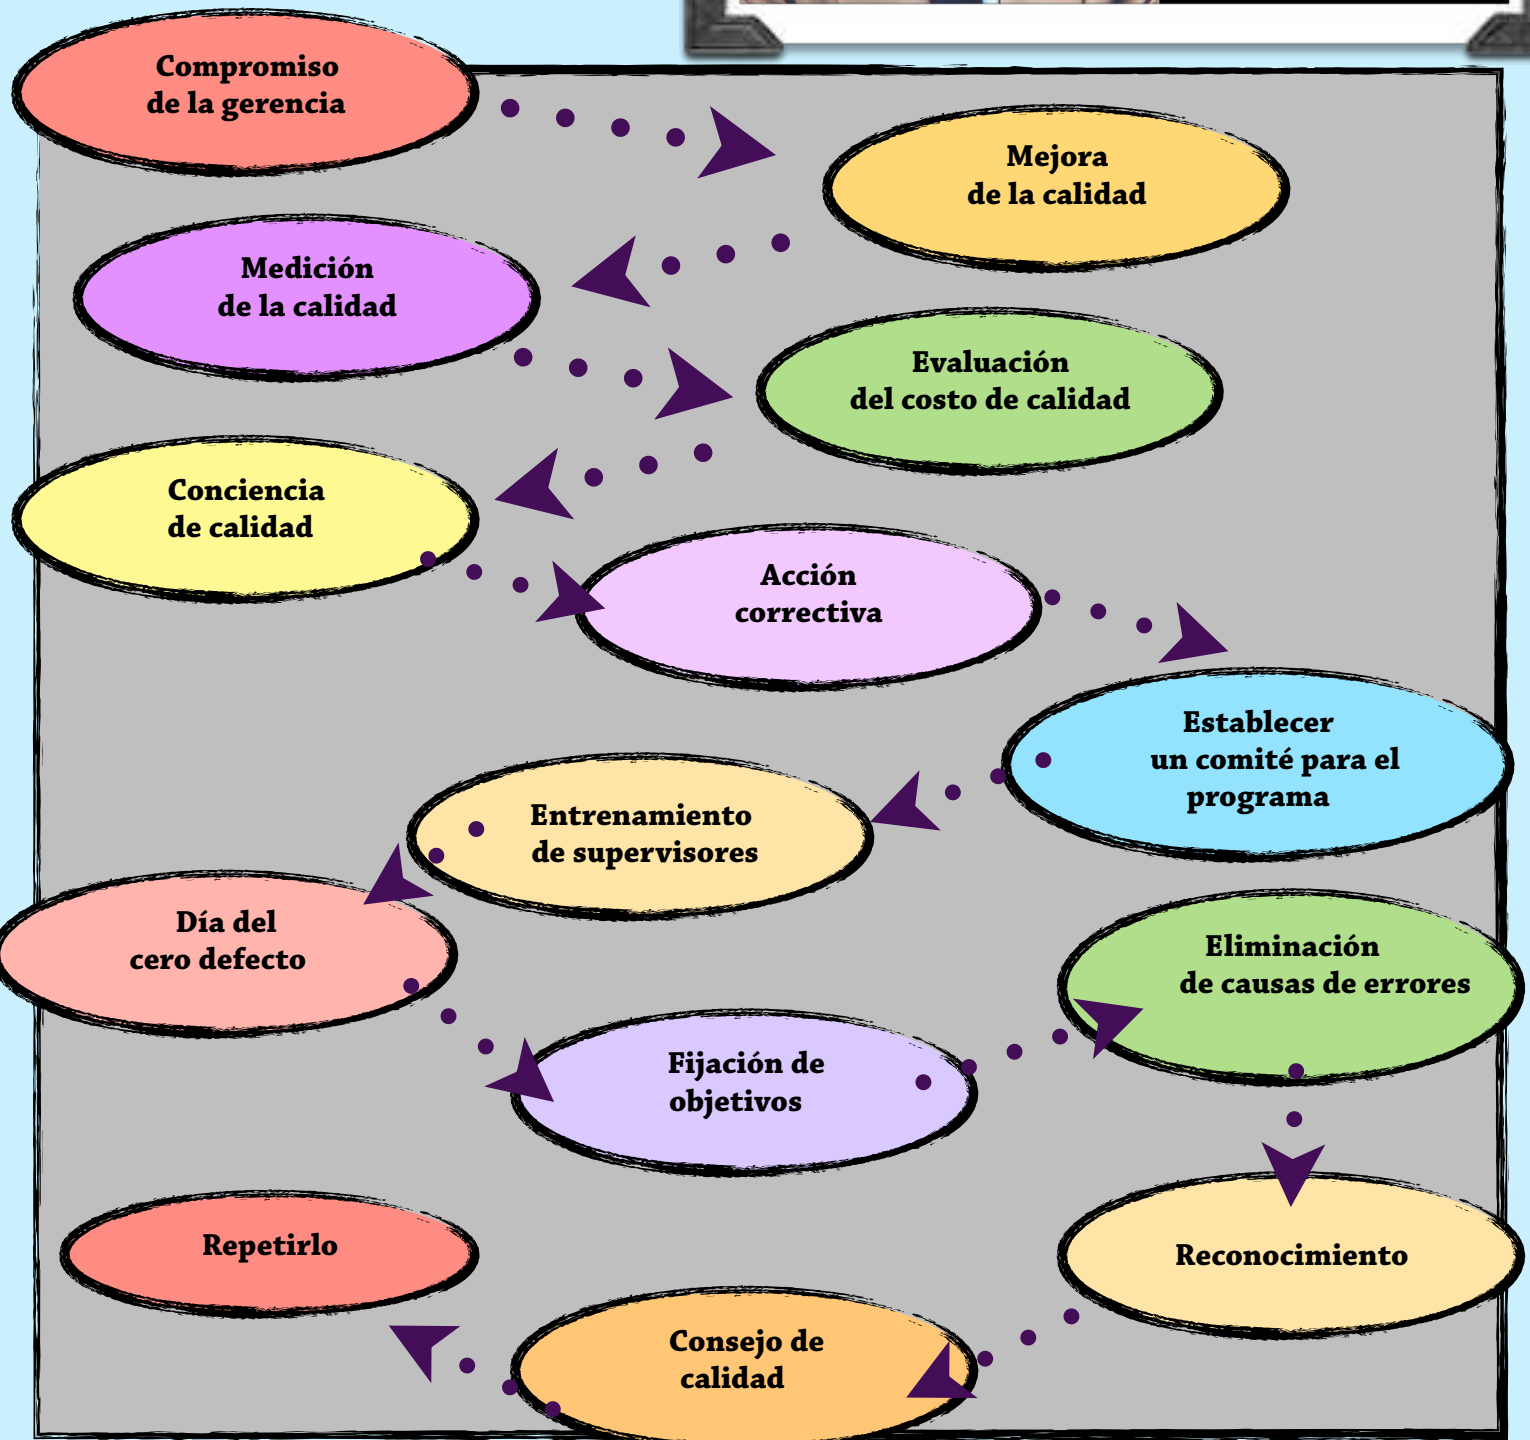 Compromiso
de la gerencia
Mejora
de la calidad
Medición
de la calidad
Evaluación
del costo de calidad
Conciencia
de calidad
Acción
correctiva
Establecer
un comité para el
programa
Entrenamiento
de supervisores
Día del
cero defecto
Fijación de
objetivos
Eliminación
de causas de errores
Reconocimiento
Consejo de
calidad
Repetirlo